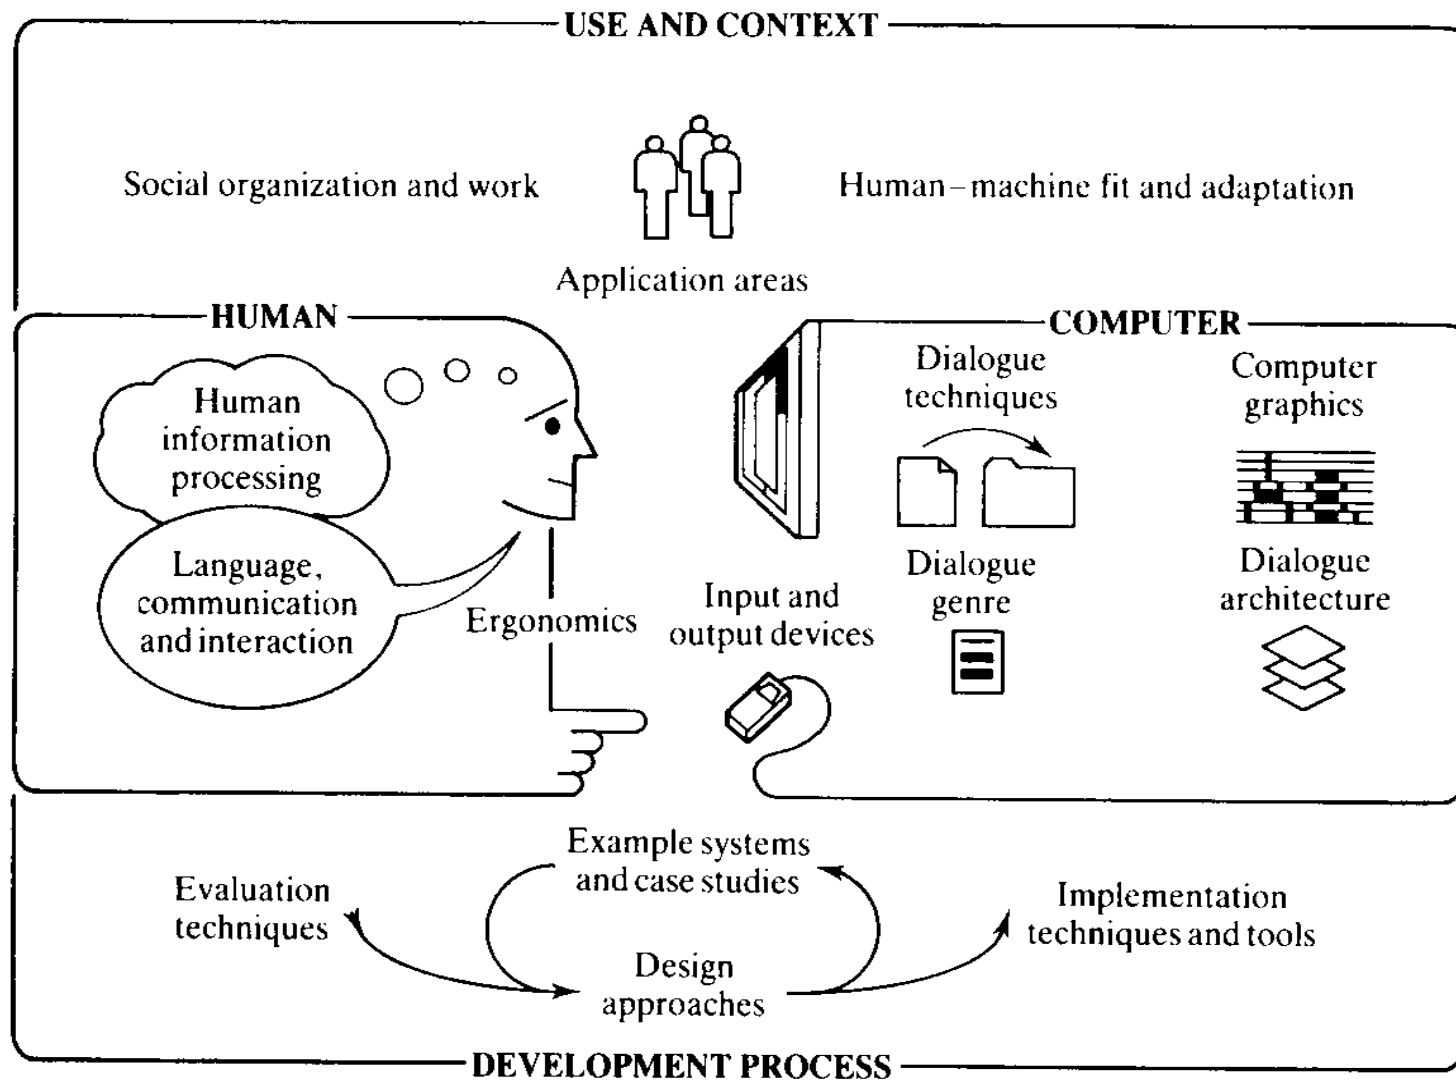 USE AND CONTEXT
Social organization and work
Human–machine fit and adaptation
Application areas
HUMAN
Human
information
processing
Language,
communication
and interaction
Ergonomics
Input and
output devices
COMPUTER
Dialogue
techniques
Computer
graphics
Dialogue
genre
Dialogue
architecture
Example systems
and case studies
Evaluation
techniques
Implementation
techniques and tools
Design
approaches
DEVELOPMENT PROCESS